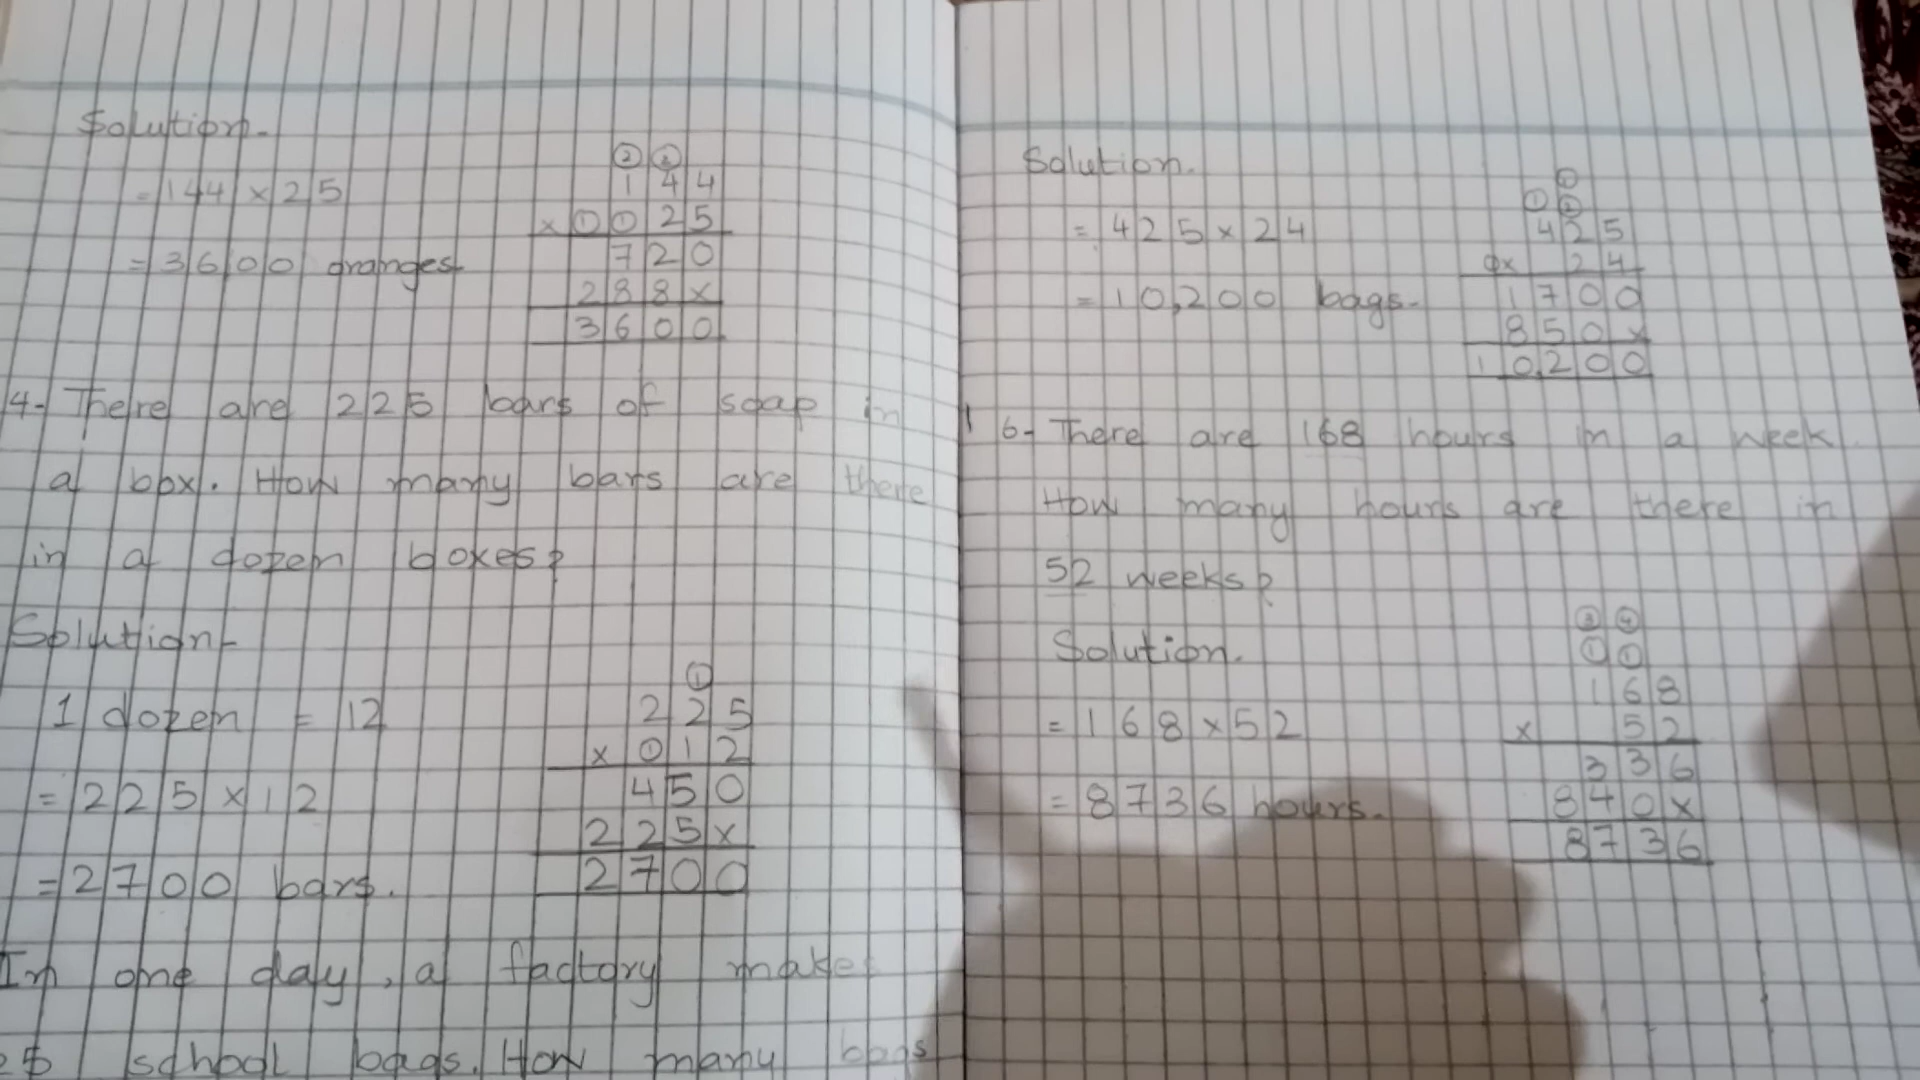 Solution-
= 144 × 25
= 3600 oranges
② ②
1 4 4
× ① ① 2 5
7 2 0
2 8 8 ×
3 6 0 0
4- There are 225 bars of soap in
a box. How many bars are there
in a dozen boxes?
Solution-
1 dozen = 12
= 225 × 12
= 2700 bars.
①
2 2 5
× 0 1 2
4 5 0
2 2 5 ×
2 7 0 0
In one day, a factory makes
25 school bags. How many bags
Solution.
= 425 × 24
= 10,200 bags-
①
① ②
4 2 5
× 2 4
1 7 0 0
8 5 0 ×
1 0,2 0 0
6- There are 168 hours in a week.
How many hours are there in
52 weeks?
Solution.
= 168 × 52
= 8736 hours.
③ ④
① ①
1 6 8
× 5 2
3 3 6
8 4 0 ×
8 7 3 6